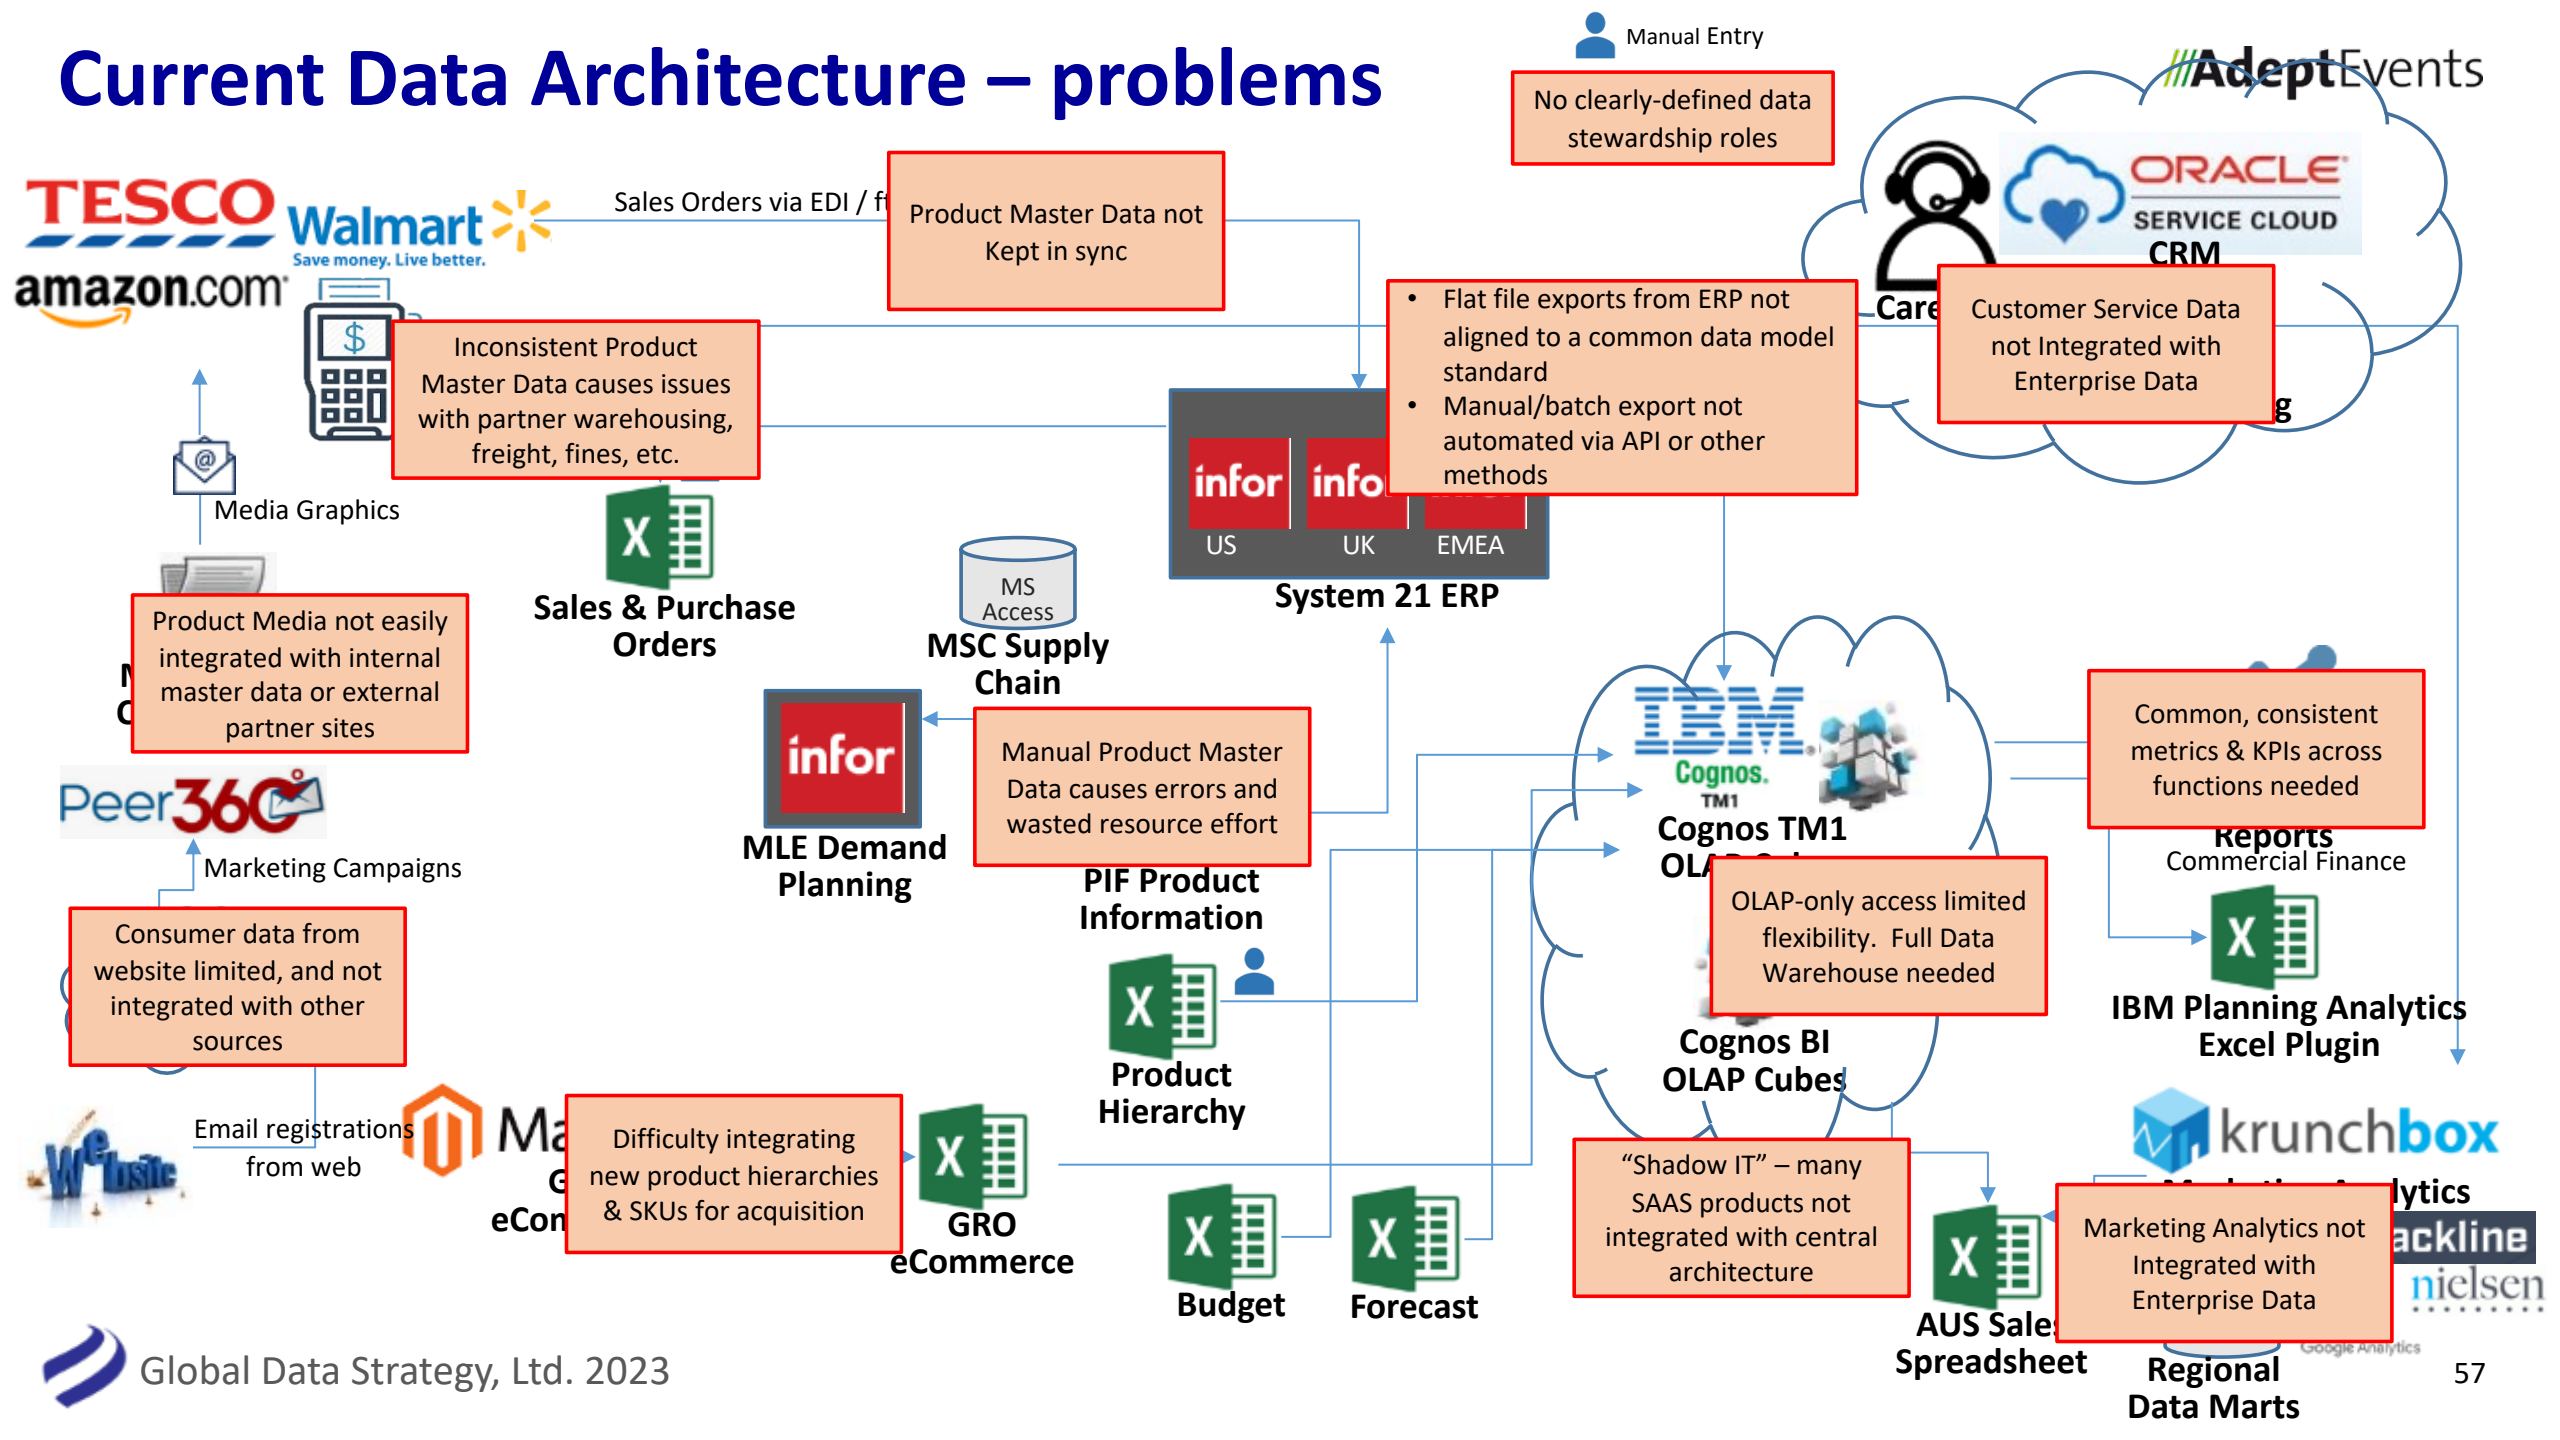 Current Data Architecture – problems
Manual Entry
AdeptEvents
No clearly-defined data
stewardship roles
TESCO
Walmart
Save money. Live better.
amazon.com
Sales Orders via EDI /
Product Master Data not
Kept in sync
ORACLE
SERVICE CLOUD
CRM
Care
Customer Service Data
not Integrated with
Enterprise Data
g
• Flat file exports from ERP not
aligned to a common data model
standard
• Manual/batch export not
automated via API or other
methods
$
Inconsistent Product
Master Data causes issues
with partner warehousing,
freight, fines, etc.
@
Media Graphics
infor
infor
US
UK
EMEA
System 21 ERP
X
Sales & Purchase
Orders
MS
Access
MSC Supply
Chain
Product Media not easily
integrated with internal
master data or external
partner sites
infor
MLE Demand
Planning
Manual Product Master
Data causes errors and
wasted resource effort
PIF Product
Information
IBM
Cognos.
TM1
Cognos TM1
OLAP-only access limited
flexibility. Full Data
Warehouse needed
Cognos BI
OLAP Cubes
Common, consistent
metrics & KPIs across
functions needed
Reports
Commercial Finance
X
IBM Planning Analytics
Excel Plugin
Peer360
Marketing Campaigns
Consumer data from
website limited, and not
integrated with other
sources
X
Product
Hierarchy
Website
Email registrations
from web
Ma
Difficulty integrating
new product hierarchies
& SKUs for acquisition
X
GRO
eCommerce
X
Budget
X
Forecast
“Shadow IT” – many
SAAS products not
integrated with central
architecture
krunchbox
Marketing Analytics
X
AUS Sales
Spreadsheet
Marketing Analytics not
Integrated with
Enterprise Data
ackline
nielsen
Google Analytics
Regional
Data Marts
Global Data Strategy, Ltd. 2023
57